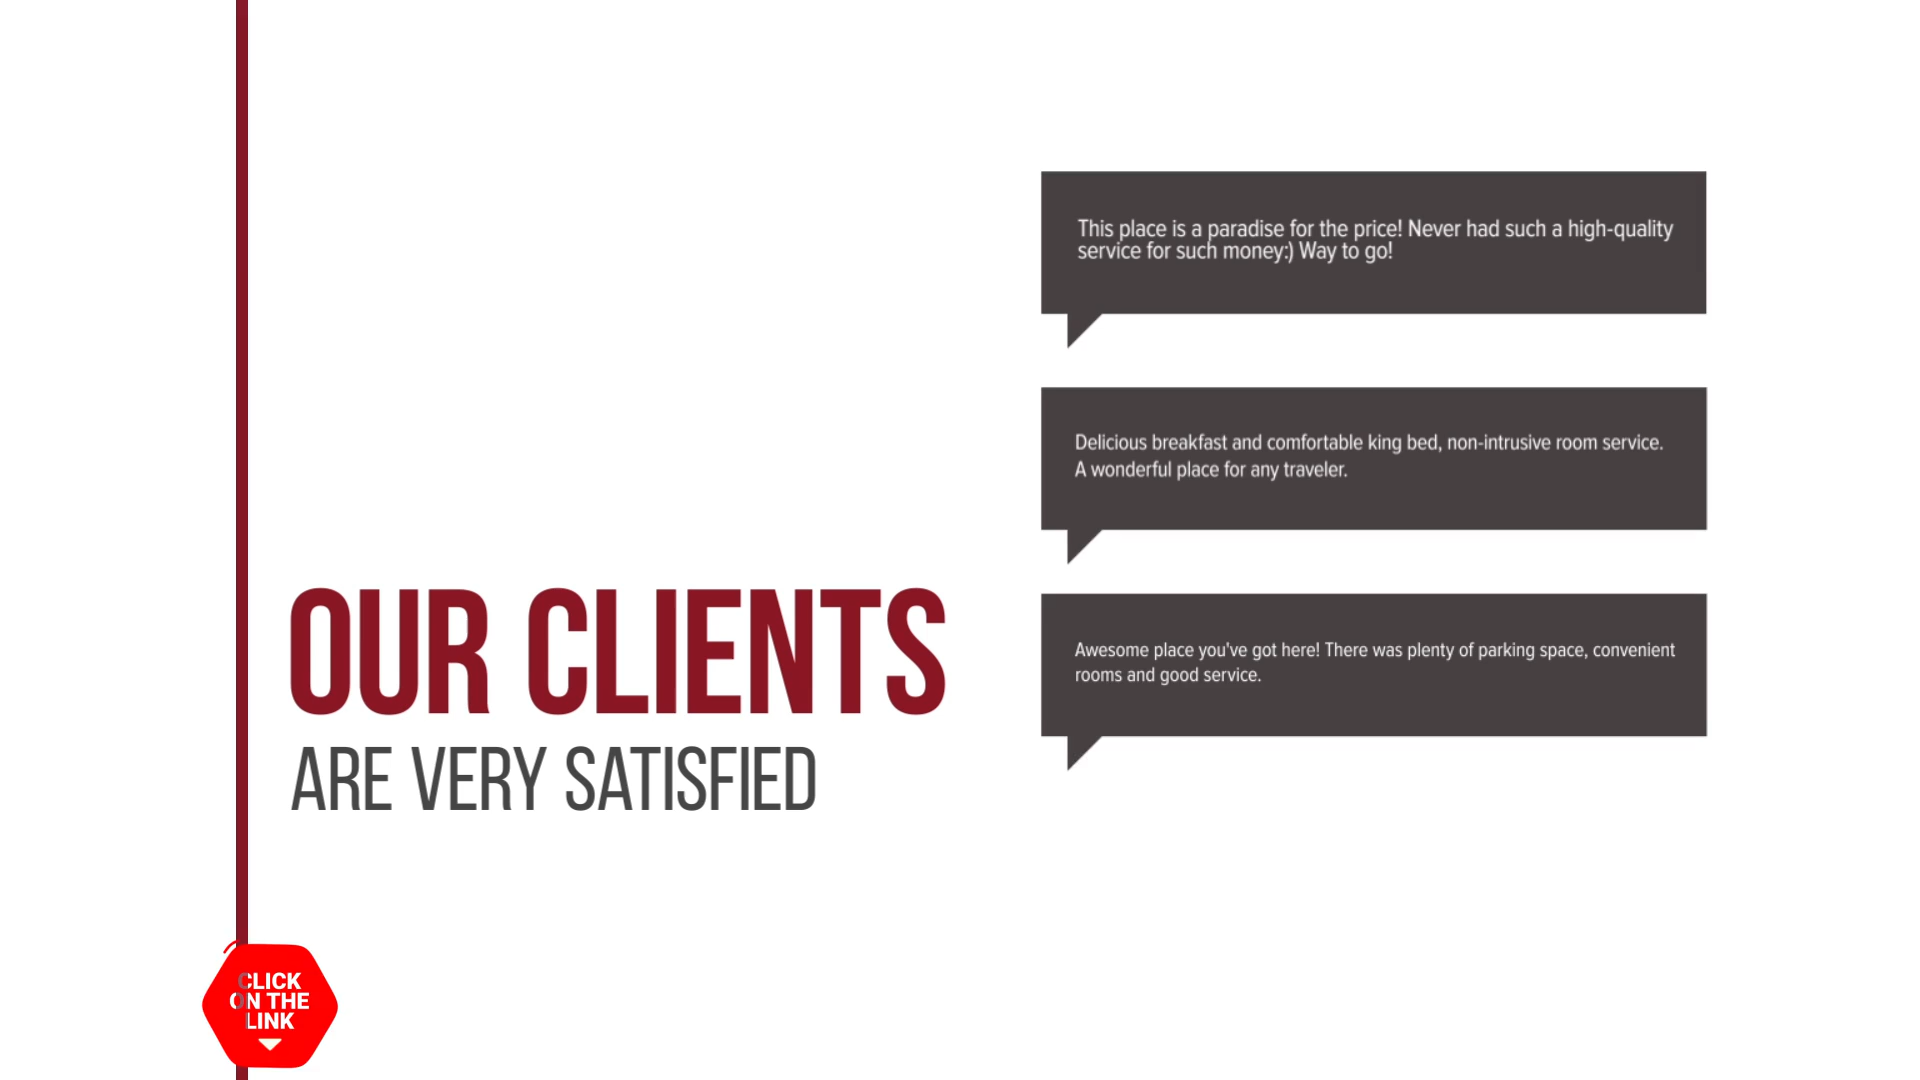 This place is a paradise for the price! Never had such a high-quality
service for such money:) Way to go!
Delicious breakfast and comfortable king bed, non-intrusive room service.
A wonderful place for any traveler.
OUR CLIENTS
ARE VERY SATISFIED
Awesome place you've got here! There was plenty of parking space, convenient
rooms and good service.
CLICK
ON THE
LINK